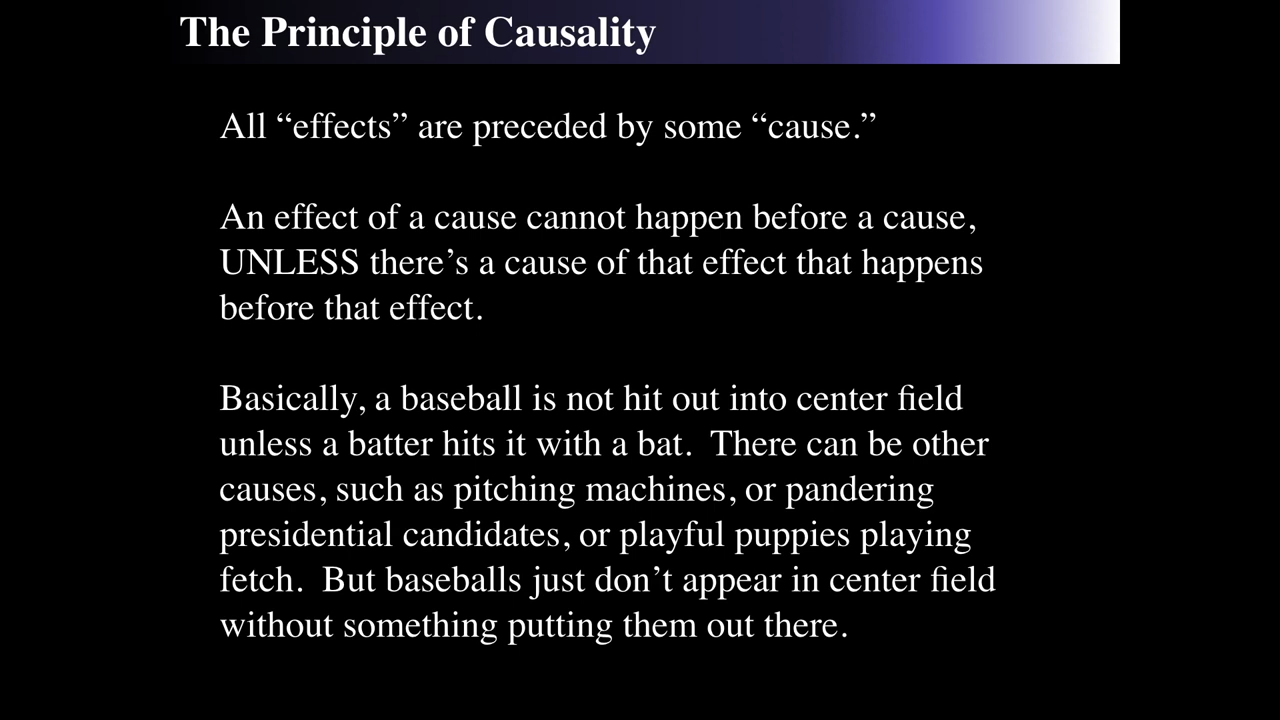 The Principle of Causality
All “effects” are preceded by some “cause.”
An effect of a cause cannot happen before a cause,
UNLESS there’s a cause of that effect that happens
before that effect.
Basically, a baseball is not hit out into center field
unless a batter hits it with a bat.  There can be other
causes, such as pitching machines, or pandering
presidential candidates, or playful puppies playing
fetch.  But baseballs just don’t appear in center field
without something putting them out there.